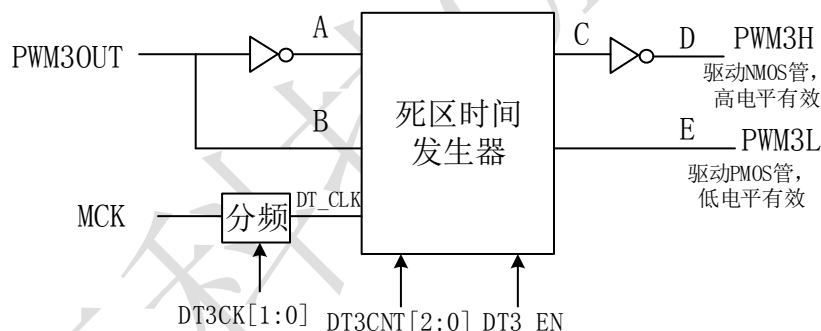 A
C
D
PWM3H
PWM3OUT
驱动NMOS管,
高电平有效
B
死区时间
发生器
E
PWM3L
驱动PMOS管,
低电平有效
MCK
分频
DT_CLK
DT3CK[1:0]
DT3CNT[2:0]
DT3_EN